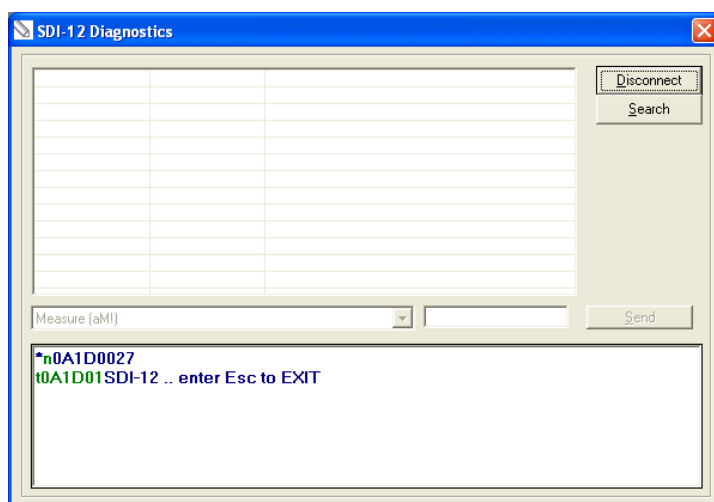 SDI-12 Diagnostics
Disconnect
Search
Measure (aM!)
Send
*n0A1D0027
t0A1D01SDI-12 .. enter Esc to EXIT